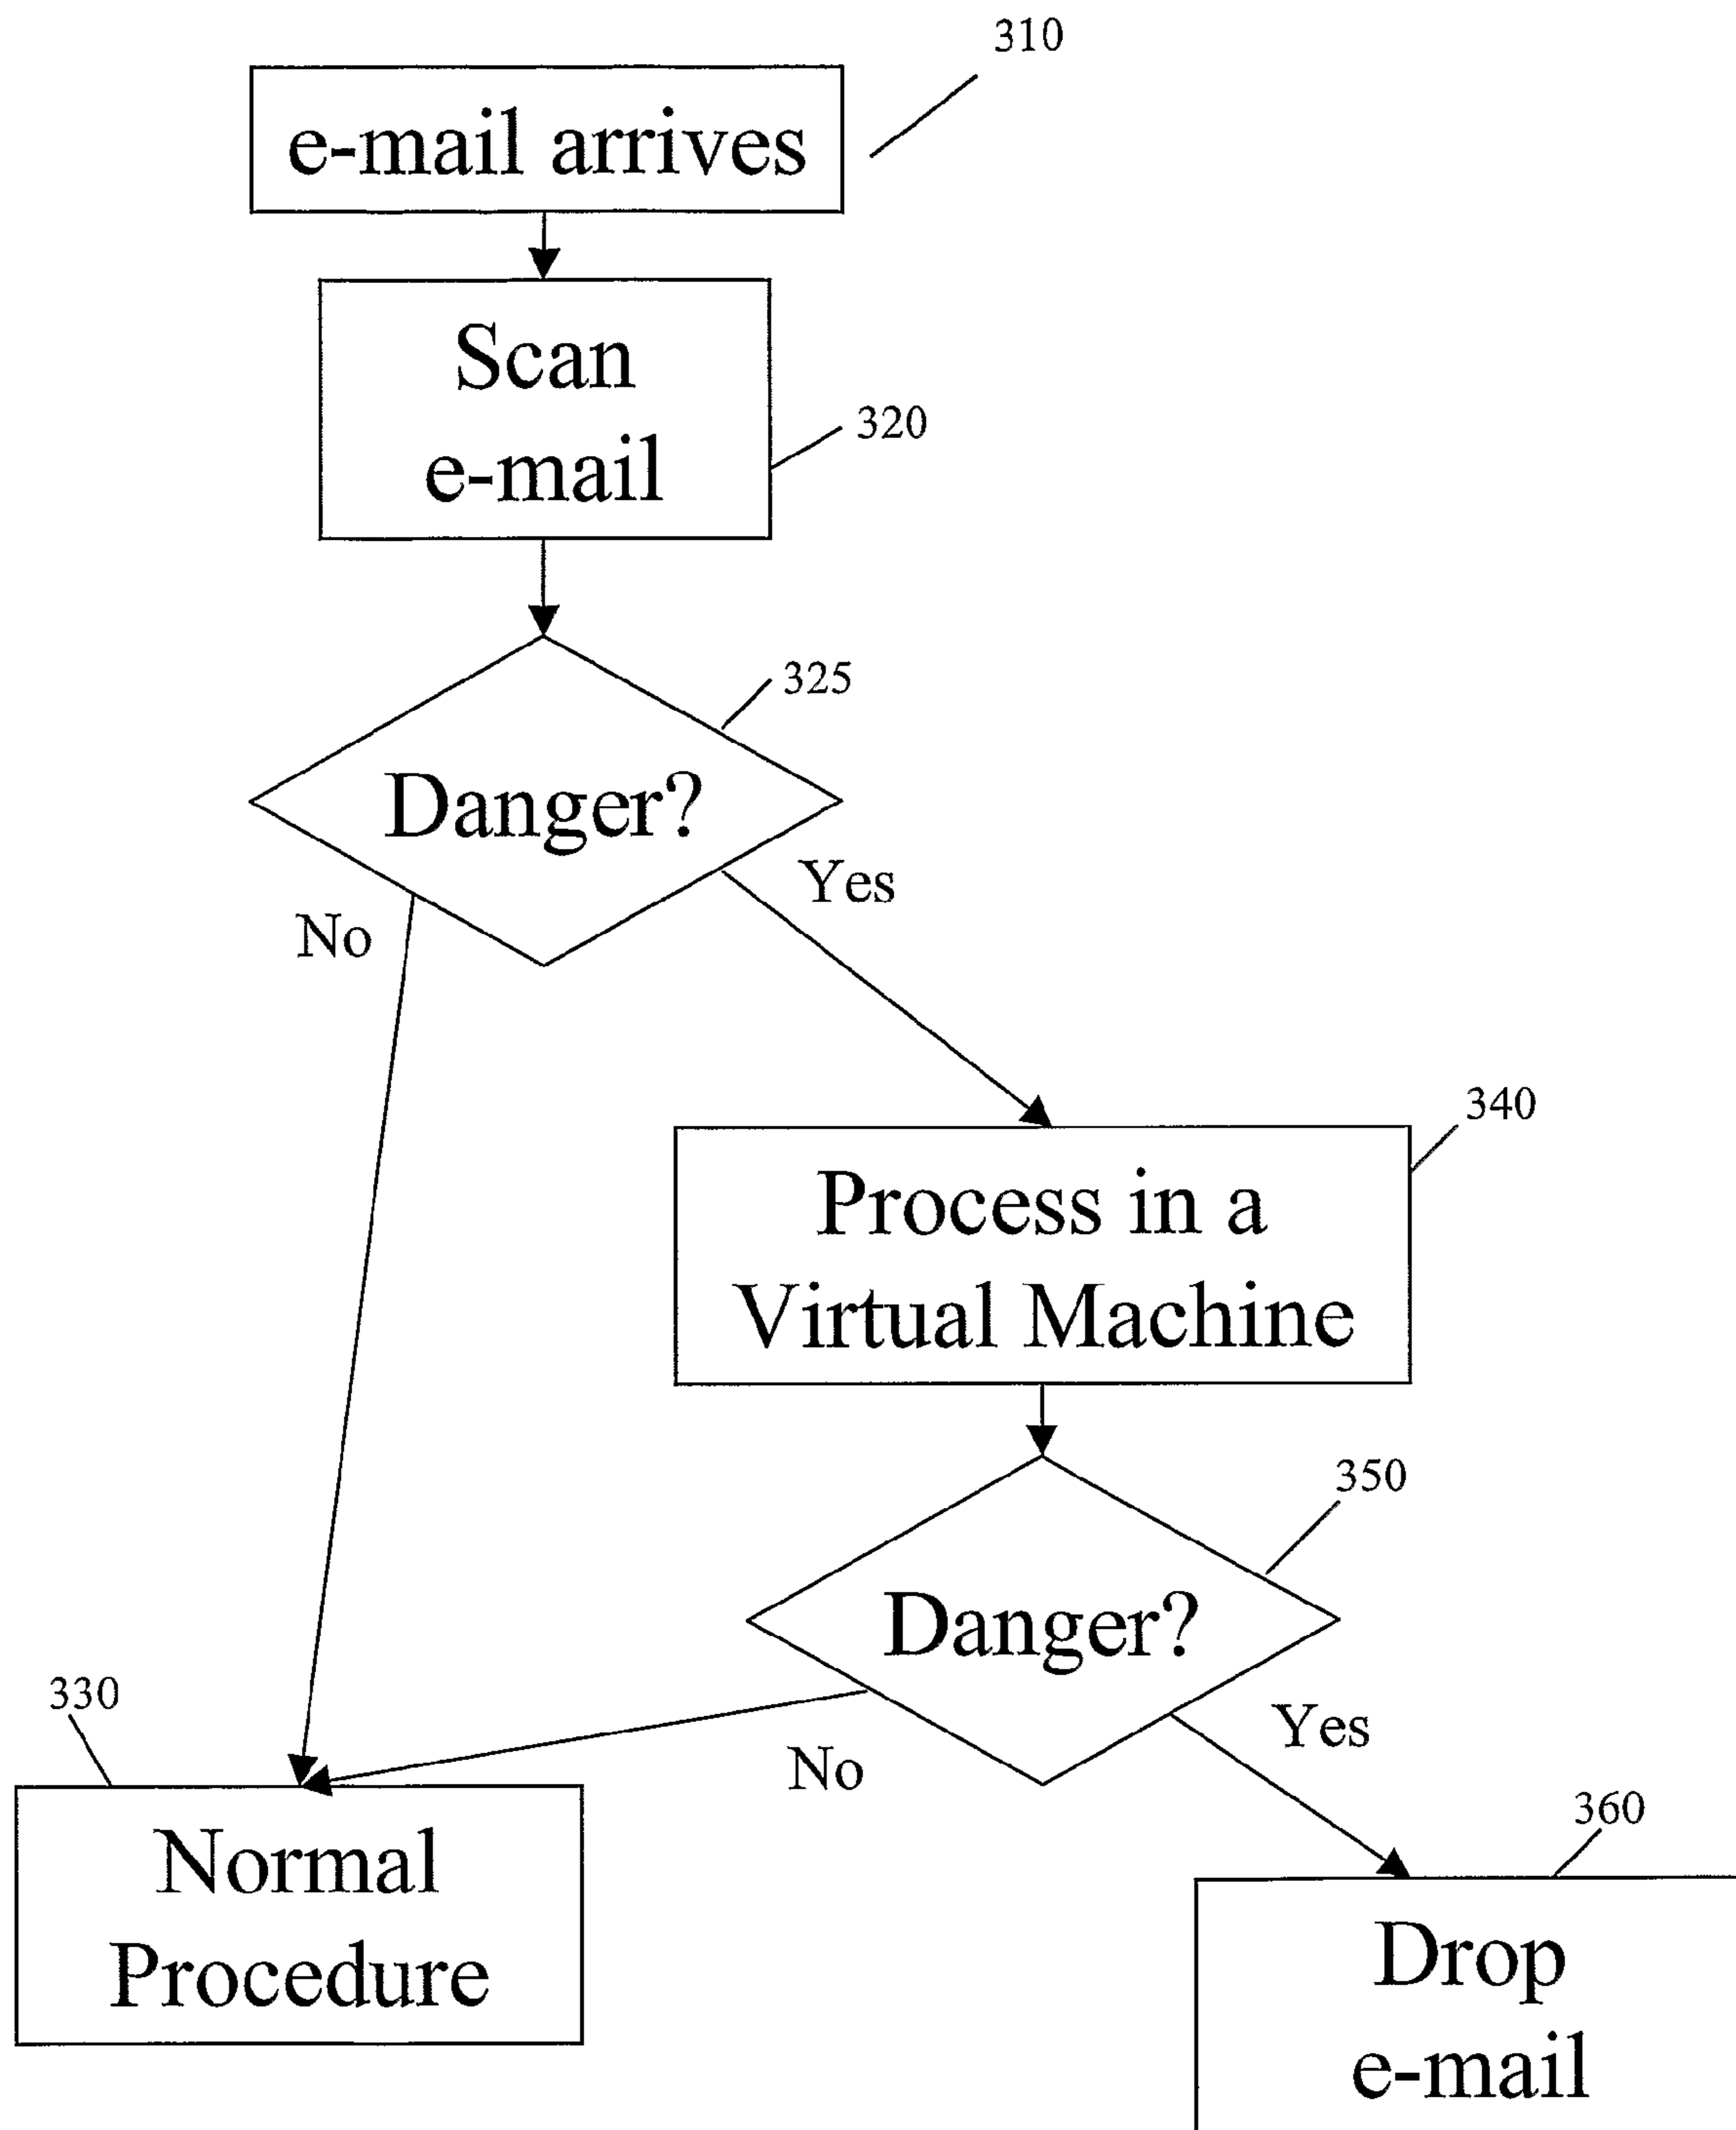 310
e-mail arrives
Scan
e-mail
320
325
Danger?
Yes
No
340
Process in a
Virtual Machine
350
Danger?
330
Yes
No
360
Normal
Procedure
Drop
e-mail